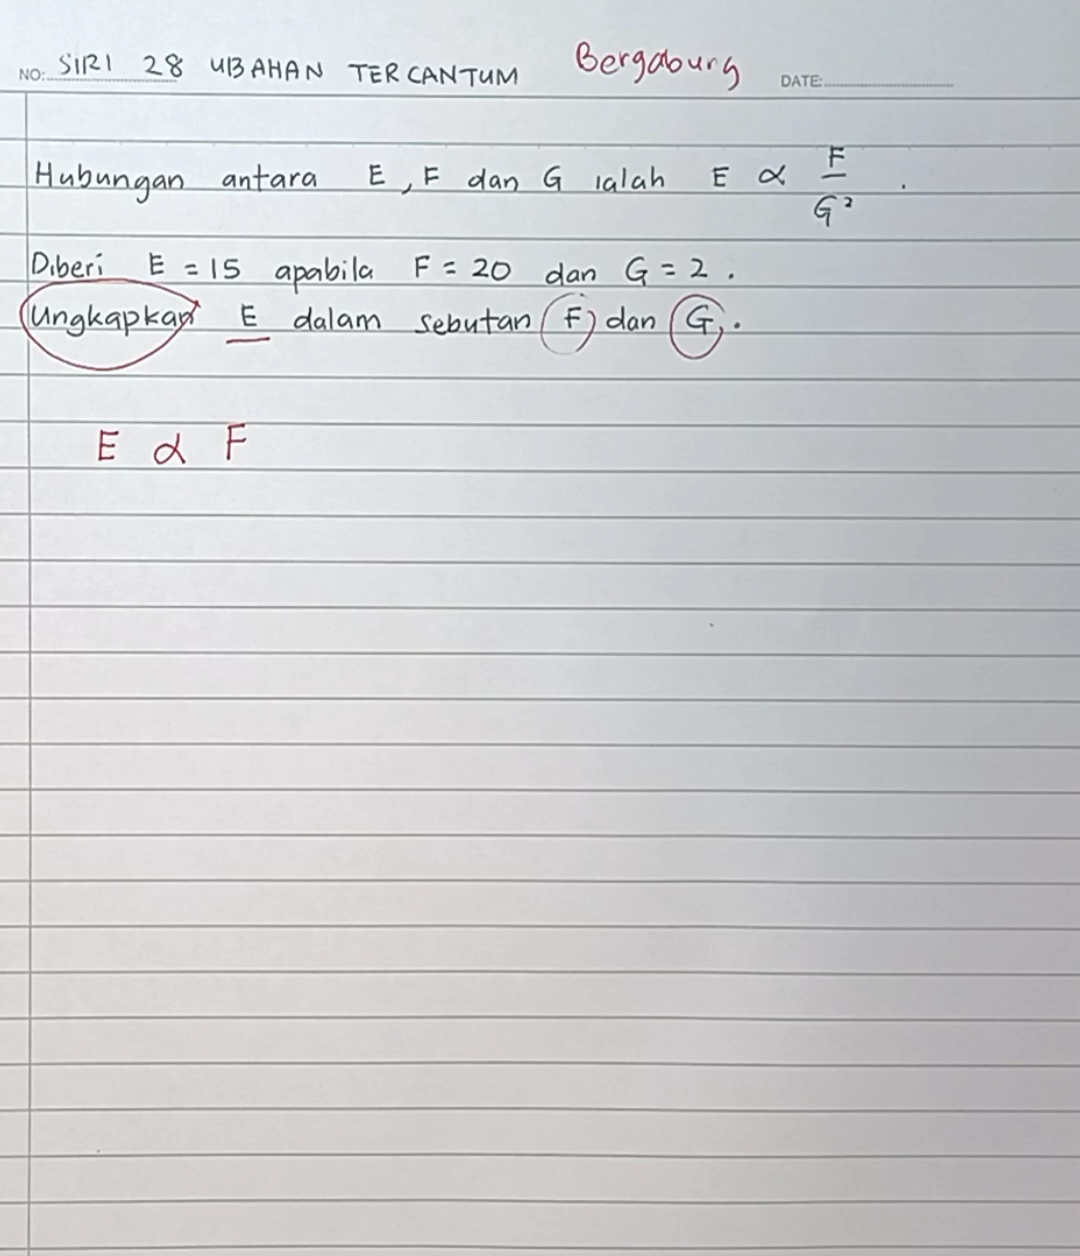 NO: SIRI 28 UBAHAN TERCANTUM Bergabung DATE:
Hubungan antara E, F dan G ialah E ∝ F/G² .
Diberi E = 15 apabila F = 20 dan G = 2 .
Ungkapkan E dalam sebutan F dan G .
E ∝ F